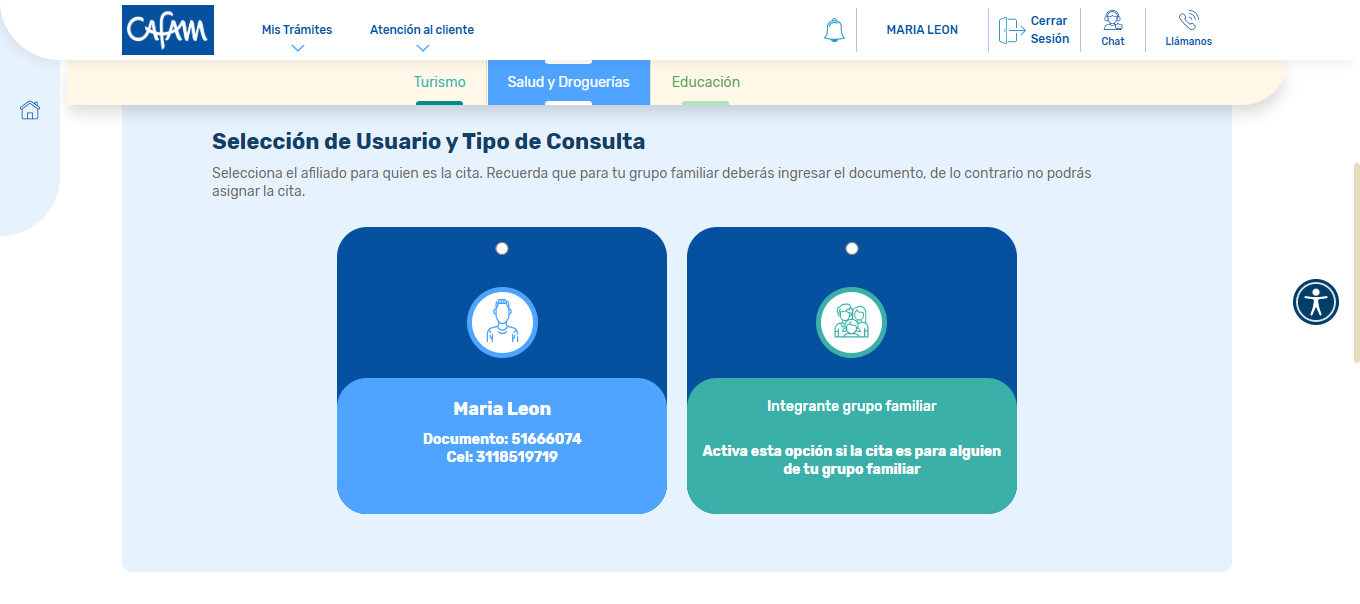 CAFAM
Mis Trámites
Atención al cliente
MARIA LEON
Cerrar
Sesión
Chat
Llámanos
Turismo
Salud y Droguerías
Educación
Selección de Usuario y Tipo de Consulta
Selecciona el afiliado para quien es la cita. Recuerda que para tu grupo familiar deberás ingresar el documento, de lo contrario no podrás
asignar la cita.
Maria Leon
Documento: 51666074
Cel: 3118519719
Integrante grupo familiar
Activa esta opción si la cita es para alguien
de tu grupo familiar